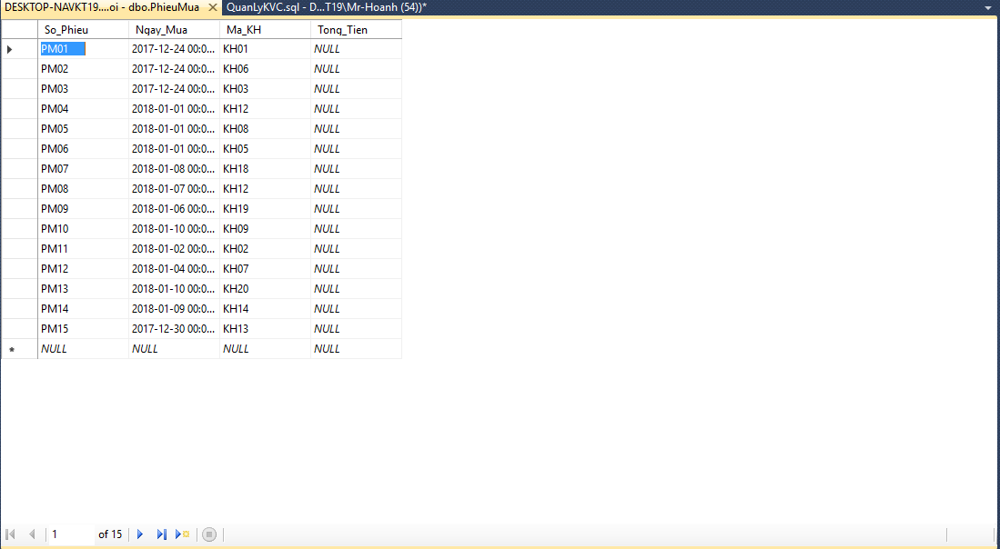 DESKTOP-NAVKT19....oi - dbo.PhieuMua QuanLyKVC.sql - D...T19\Mr-Hoanh (54))*
So_Phieu Ngay_Mua Ma_KH Tong_Tien
PM01 2017-12-24 00:0... KH01 NULL
PM02 2017-12-24 00:0... KH06 NULL
PM03 2017-12-24 00:0... KH03 NULL
PM04 2018-01-01 00:0... KH12 NULL
PM05 2018-01-01 00:0... KH08 NULL
PM06 2018-01-01 00:0... KH05 NULL
PM07 2018-01-08 00:0... KH18 NULL
PM08 2018-01-07 00:0... KH12 NULL
PM09 2018-01-06 00:0... KH19 NULL
PM10 2018-01-10 00:0... KH09 NULL
PM11 2018-01-02 00:0... KH02 NULL
PM12 2018-01-04 00:0... KH07 NULL
PM13 2018-01-10 00:0... KH20 NULL
PM14 2018-01-09 00:0... KH14 NULL
PM15 2017-12-30 00:0... KH13 NULL
NULL NULL NULL NULL
1 of 15